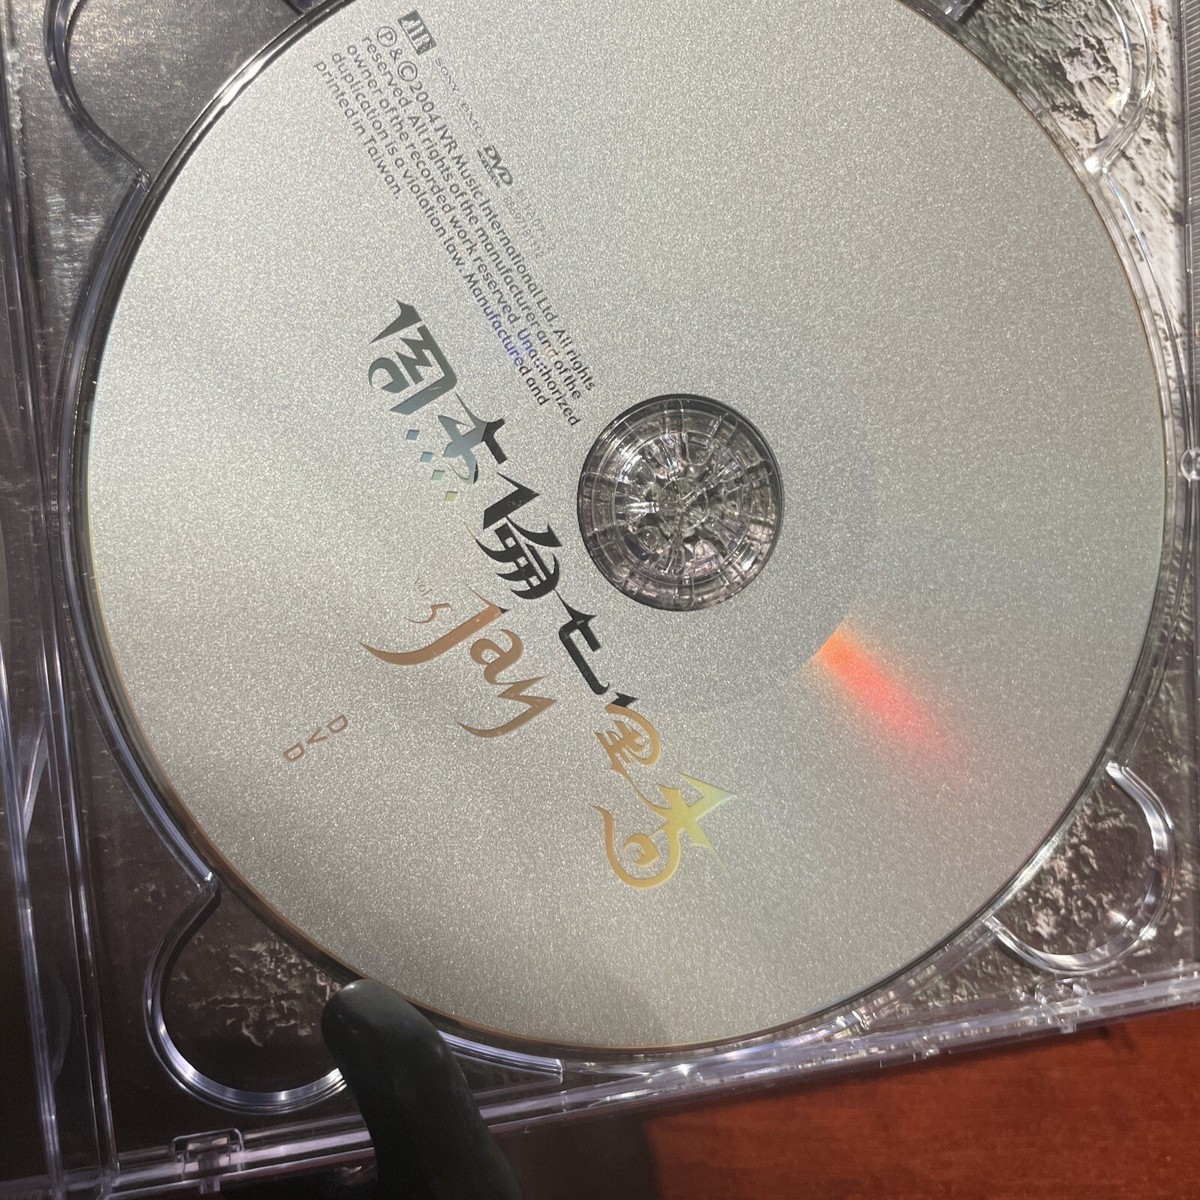 SONY
DVD
℗&©2004 JVR Music International Ltd. All rights
reserved. All rights of the manufacturer and of the
owner of the recorded work reserved. Unauthorized
duplication is a violation law. Manufactured and
printed in Taiwan.
周杰倫七里香
Jay
DVD